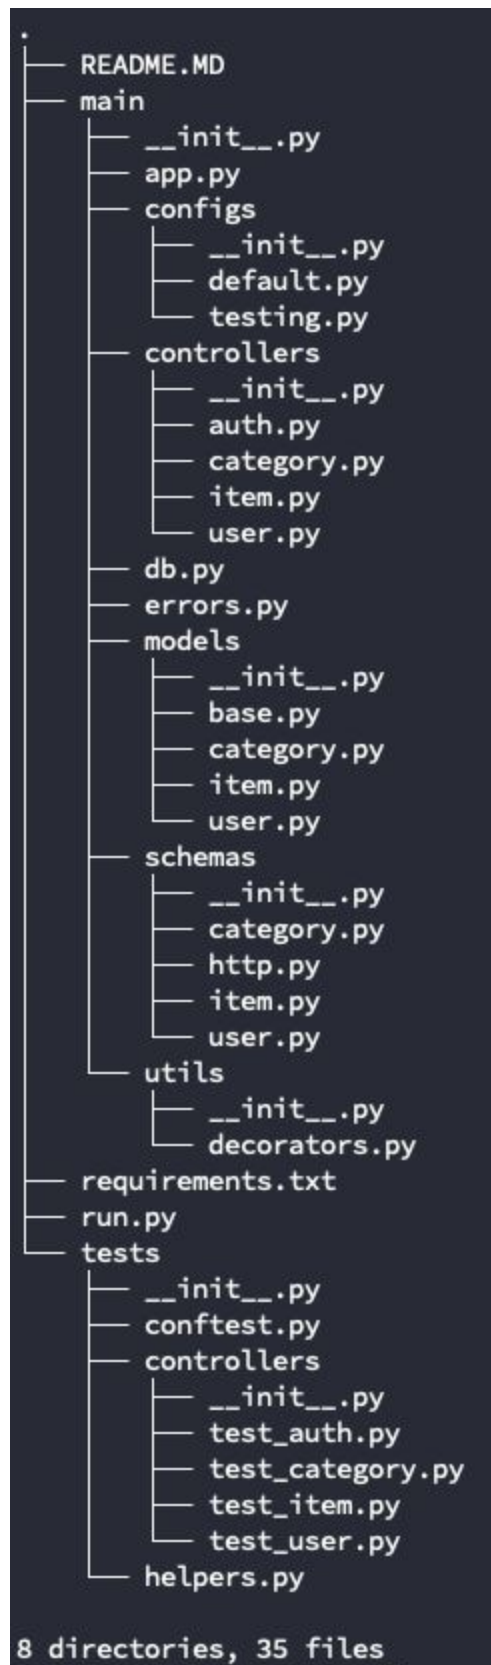 .
├── README.MD
├── main
│   ├── __init__.py
│   ├── app.py
│   ├── configs
│   │   ├── __init__.py
│   │   ├── default.py
│   │   └── testing.py
│   ├── controllers
│   │   ├── __init__.py
│   │   ├── auth.py
│   │   ├── category.py
│   │   ├── item.py
│   │   └── user.py
│   ├── db.py
│   ├── errors.py
│   ├── models
│   │   ├── __init__.py
│   │   ├── base.py
│   │   ├── category.py
│   │   ├── item.py
│   │   └── user.py
│   ├── schemas
│   │   ├── __init__.py
│   │   ├── category.py
│   │   ├── http.py
│   │   ├── item.py
│   │   └── user.py
│   └── utils
│       ├── __init__.py
│       └── decorators.py
├── requirements.txt
├── run.py
└── tests
    ├── __init__.py
    ├── conftest.py
    ├── controllers
    │   ├── __init__.py
    │   ├── test_auth.py
    │   ├── test_category.py
    │   ├── test_item.py
    │   └── test_user.py
    └── helpers.py

8 directories, 35 files